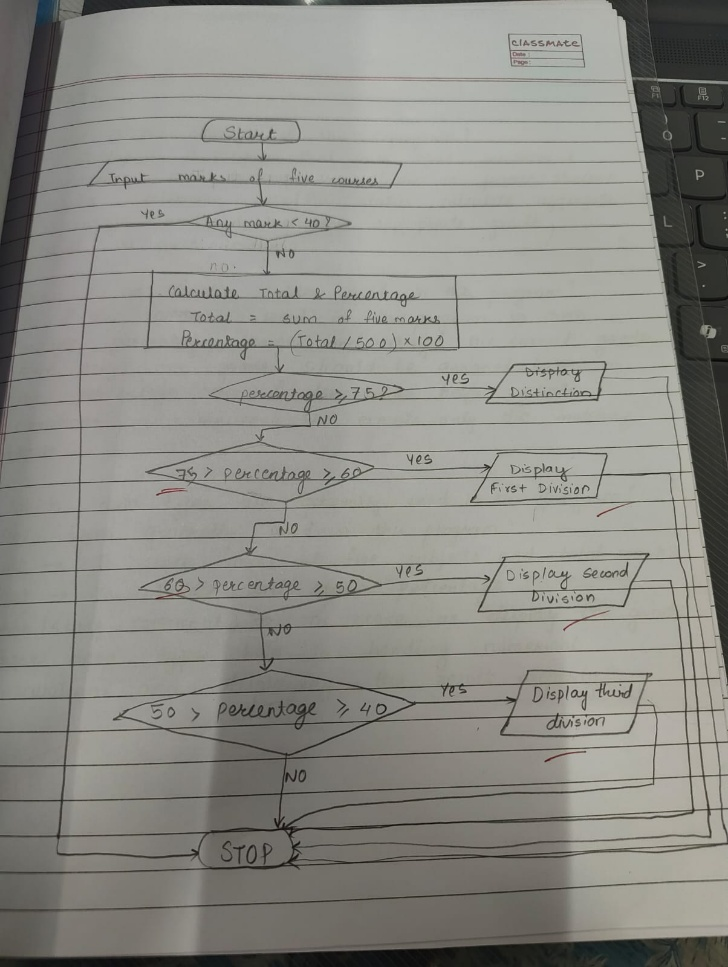 classmate
Date :
Page :
Start
Input marks of five courses
Yes
Any mark < 40?
NO
no.
Calculate Total & Percentage
Total = sum of five marks
Percentage = (Total / 500) × 100
percentage ≥ 75?
Yes
Display
Distinction
NO
75 > percentage ≥ 60
Yes
Display
First Division
NO
60 > percentage ≥ 50
Yes
Display second
Division
NO
50 > percentage ≥ 40
Yes
Display third
division
NO
STOP
F12
P
O
L